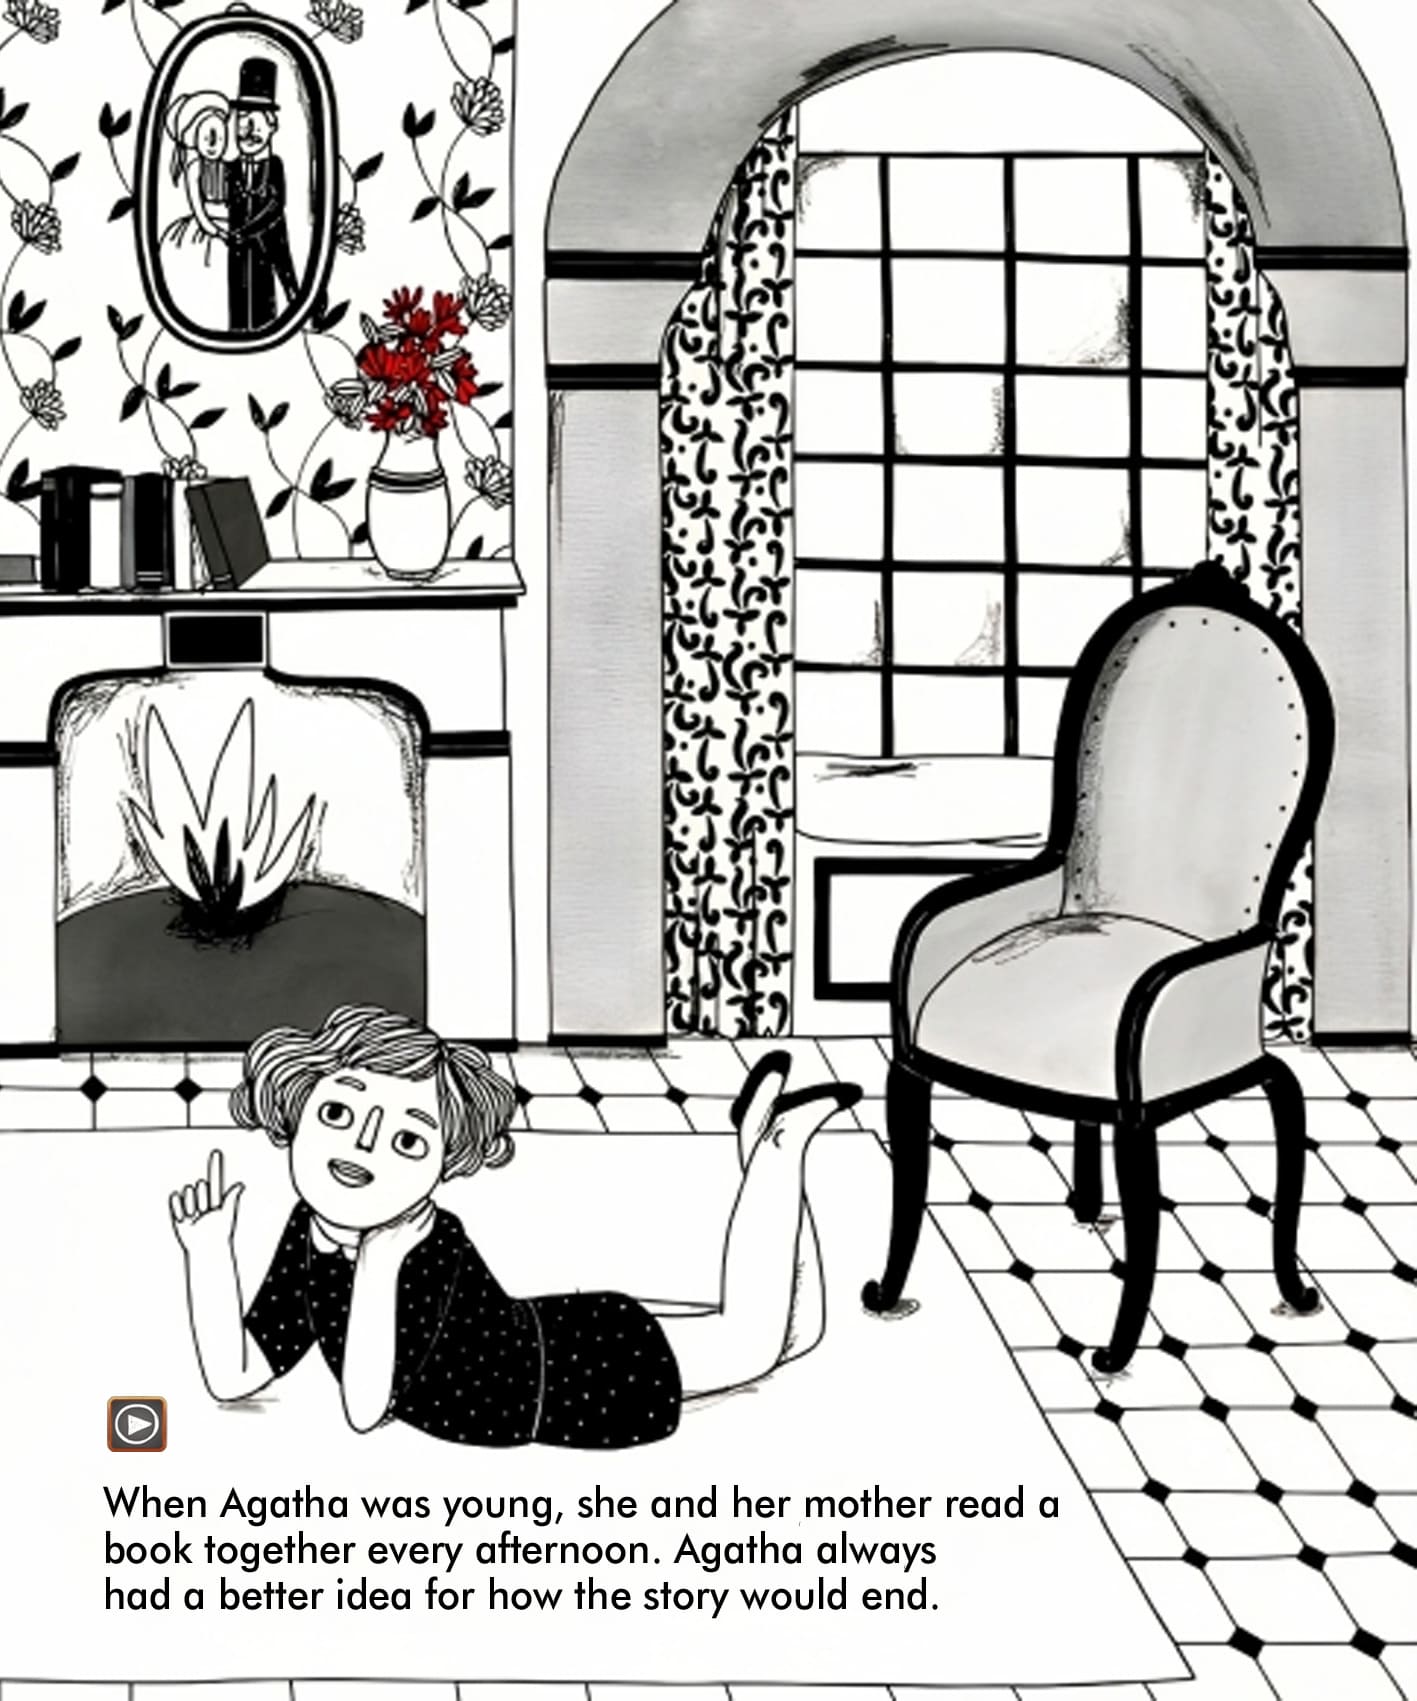 When Agatha was young, she and her mother read a
book together every afternoon. Agatha always
had a better idea for how the story would end.